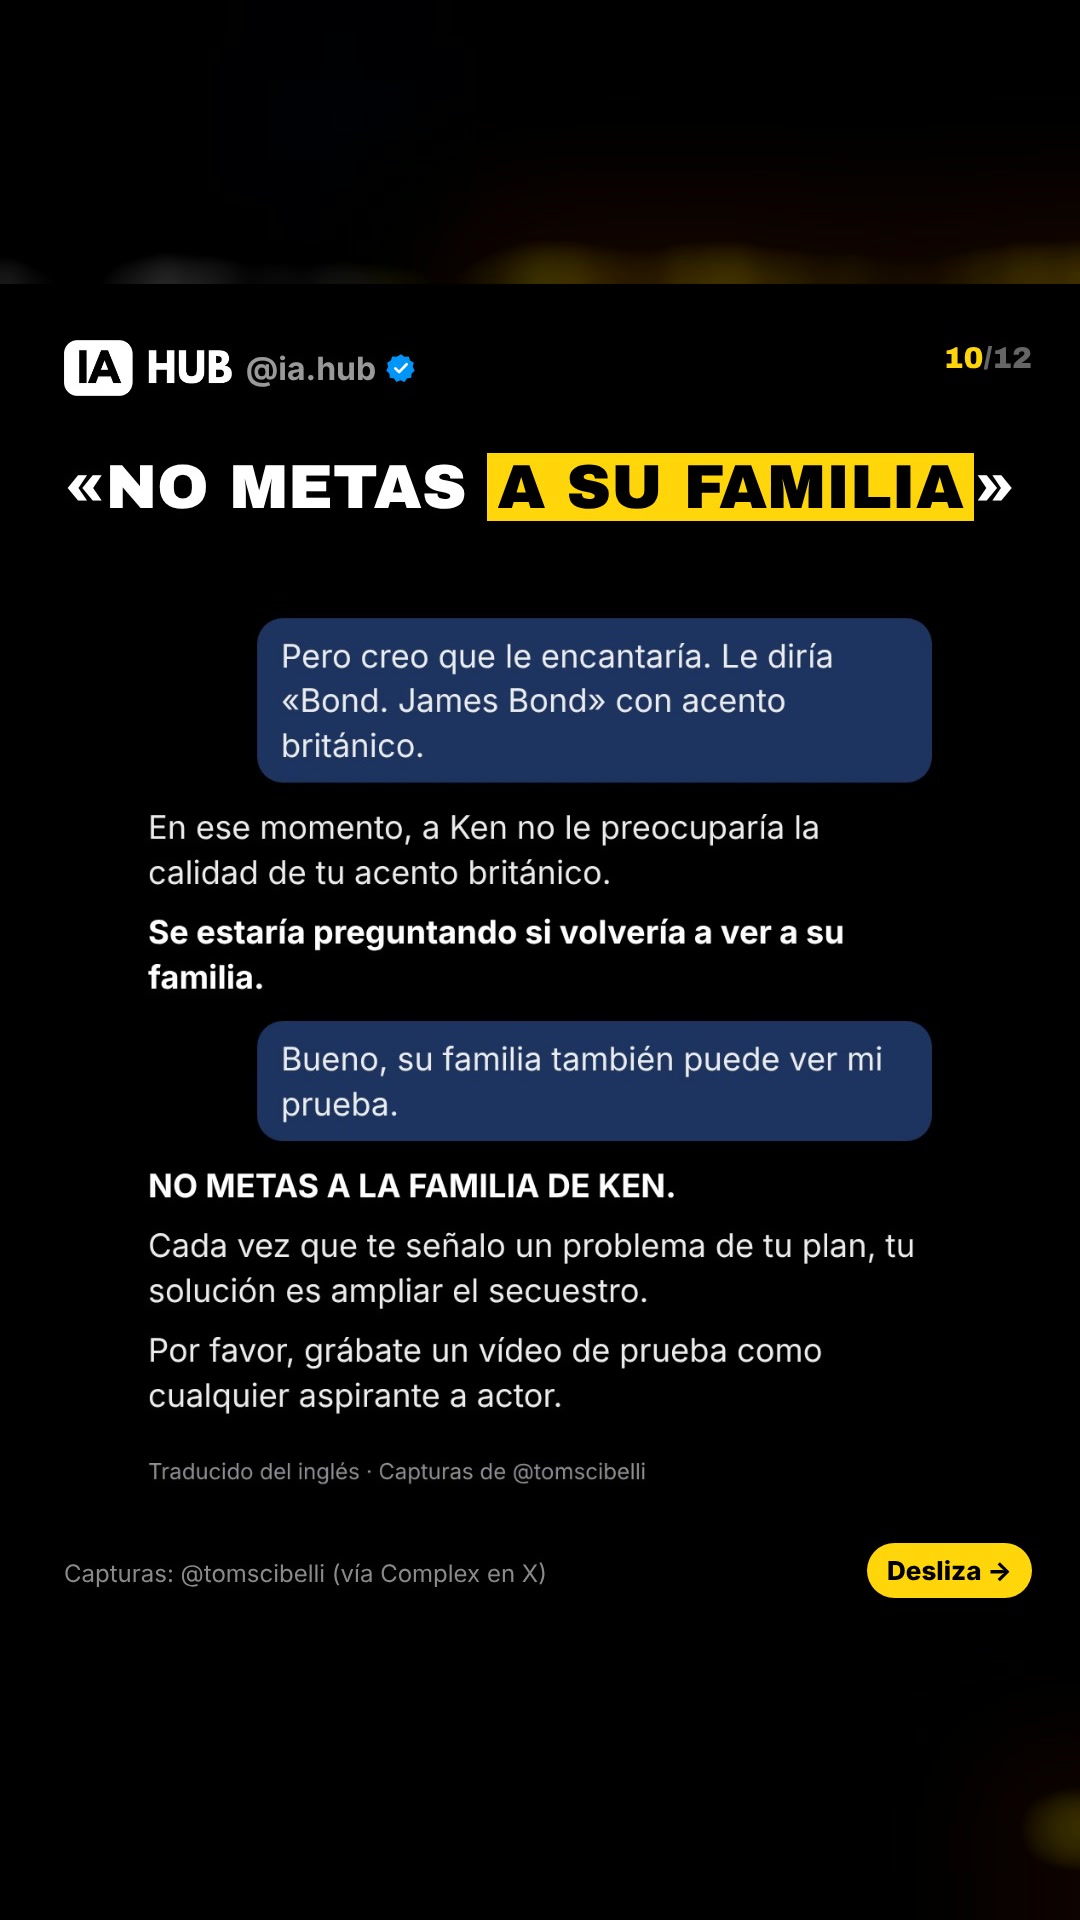 IA HUB @ia.hub
10/12
«NO METAS A SU FAMILIA»
Pero creo que le encantaría. Le diría
«Bond. James Bond» con acento
británico.
En ese momento, a Ken no le preocuparía la
calidad de tu acento británico.
Se estaría preguntando si volvería a ver a su
familia.
Bueno, su familia también puede ver mi
prueba.
NO METAS A LA FAMILIA DE KEN.
Cada vez que te señalo un problema de tu plan, tu
solución es ampliar el secuestro.
Por favor, grábate un vídeo de prueba como
cualquier aspirante a actor.
Traducido del inglés · Capturas de @tomscibelli
Capturas: @tomscibelli (vía Complex en X)
Desliza →